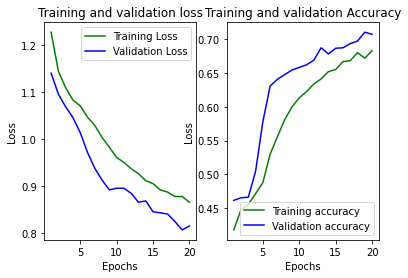 Training and validation loss
Training Loss
Validation Loss
Loss
1.2
1.1
1.0
0.9
0.8
5
10
15
20
Epochs
Training and validation Accuracy
Training accuracy
Validation accuracy
Loss
0.70
0.65
0.60
0.55
0.50
0.45
5
10
15
20
Epochs